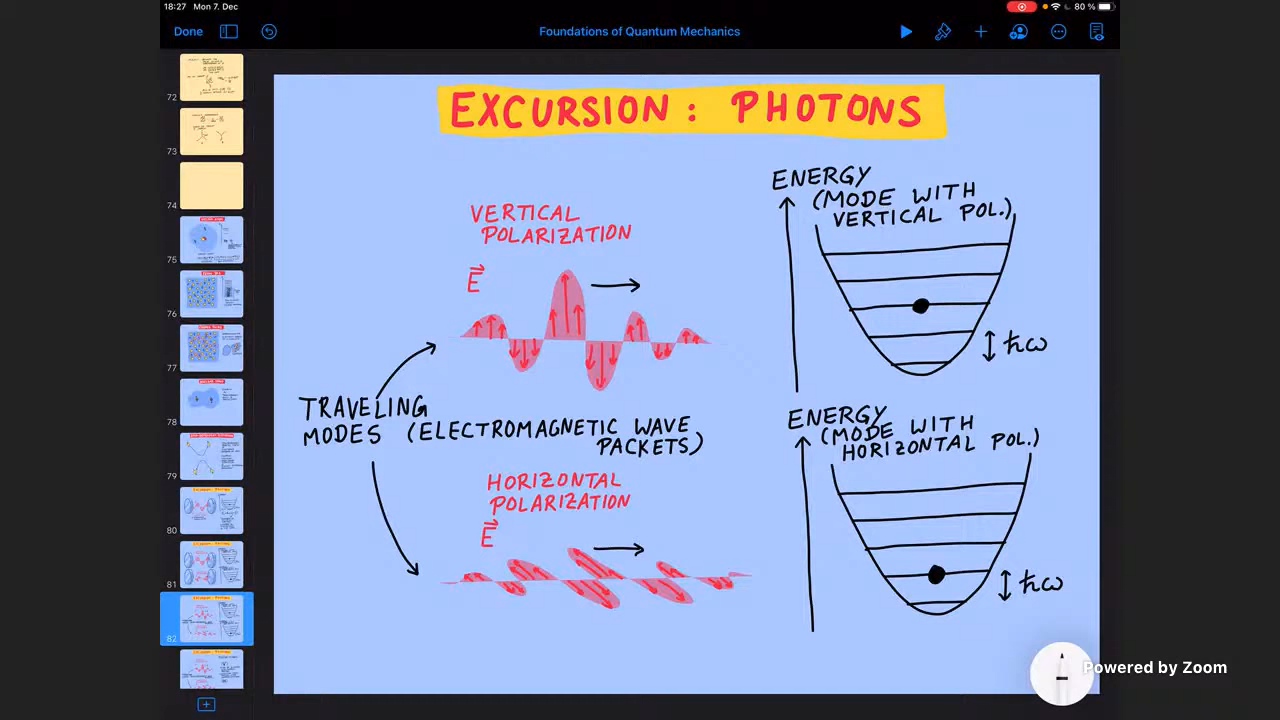 18:27 Mon 7. Dec
80 %
Done
Foundations of Quantum Mechanics
72
73
74
75
76
77
78
79
80
81
82
EXCURSION: PHOTONS
VERTICAL
POLARIZATION
E
TRAVELING
MODES (ELECTROMAGNETIC WAVE
PACKETS)
HORIZONTAL
POLARIZATION
E
ENERGY
(MODE WITH
VERTICAL POL.)
ħω
ENERGY
(MODE WITH
HORIZONTAL POL.)
ħω
Powered by Zoom